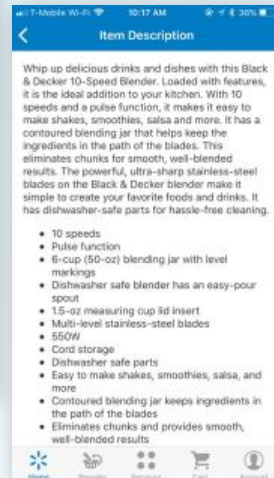 T-Mobile Wi-Fi 10:17 AM 30%
Item Description
Whip up delicious drinks and dishes with this Black
& Decker 10-Speed Blender. Loaded with features,
it is the ideal addition to your kitchen. With 10
speeds and a pulse function, it makes it easy to
make shakes, smoothies, salsa and more. It has a
contoured blending jar that helps keep the
ingredients in the path of the blades. This
eliminates chunks for smooth, well-blended
results. The powerful, ultra-sharp stainless-steel
blades on the Black & Decker blender make it
simple to create your favorite foods and drinks. It
has dishwasher-safe parts for hassle-free cleaning.
• 10 speeds
• Pulse function
• 6-cup (50-oz) blending jar with level
markings
• Dishwasher safe blender has an easy-pour
spout
• 1.5-oz measuring cup lid insert
• Multi-level stainless-steel blades
• 550W
• Cord storage
• Dishwasher safe parts
• Easy to make shakes, smoothies, salsa, and
more
• Contoured blending jar keeps ingredients in
the path of the blades
• Eliminates chunks and provides smooth,
well-blended results
Home Reorder Services Cart Account